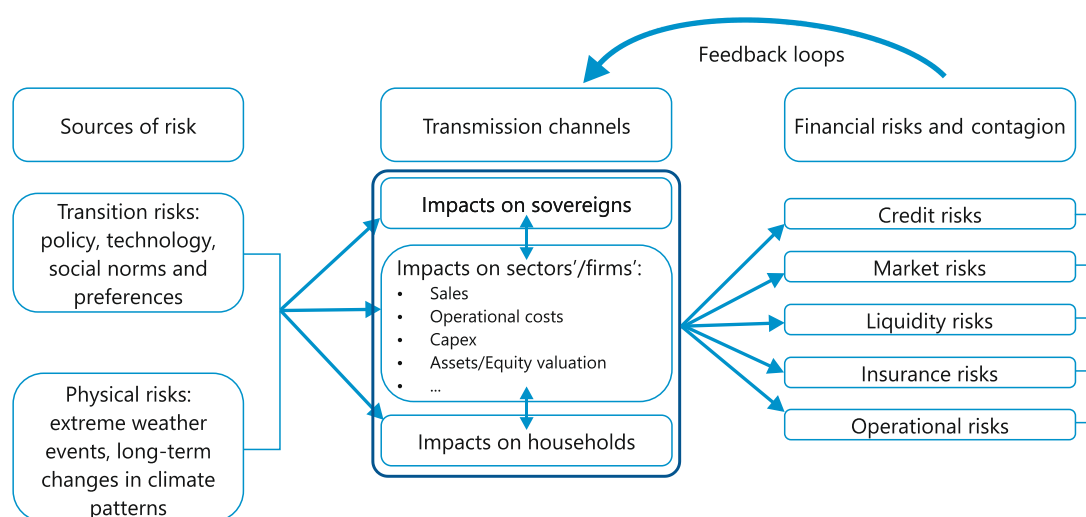 Feedback loops
Sources of risk
Transmission channels
Financial risks and contagion
Transition risks:
policy, technology,
social norms and
preferences
Physical risks:
extreme weather
events, long-term
changes in climate
patterns
Impacts on sovereigns
Impacts on sectors’/firms’:
• Sales
• Operational costs
• Capex
• Assets/Equity valuation
• ...
Impacts on households
Credit risks
Market risks
Liquidity risks
Insurance risks
Operational risks